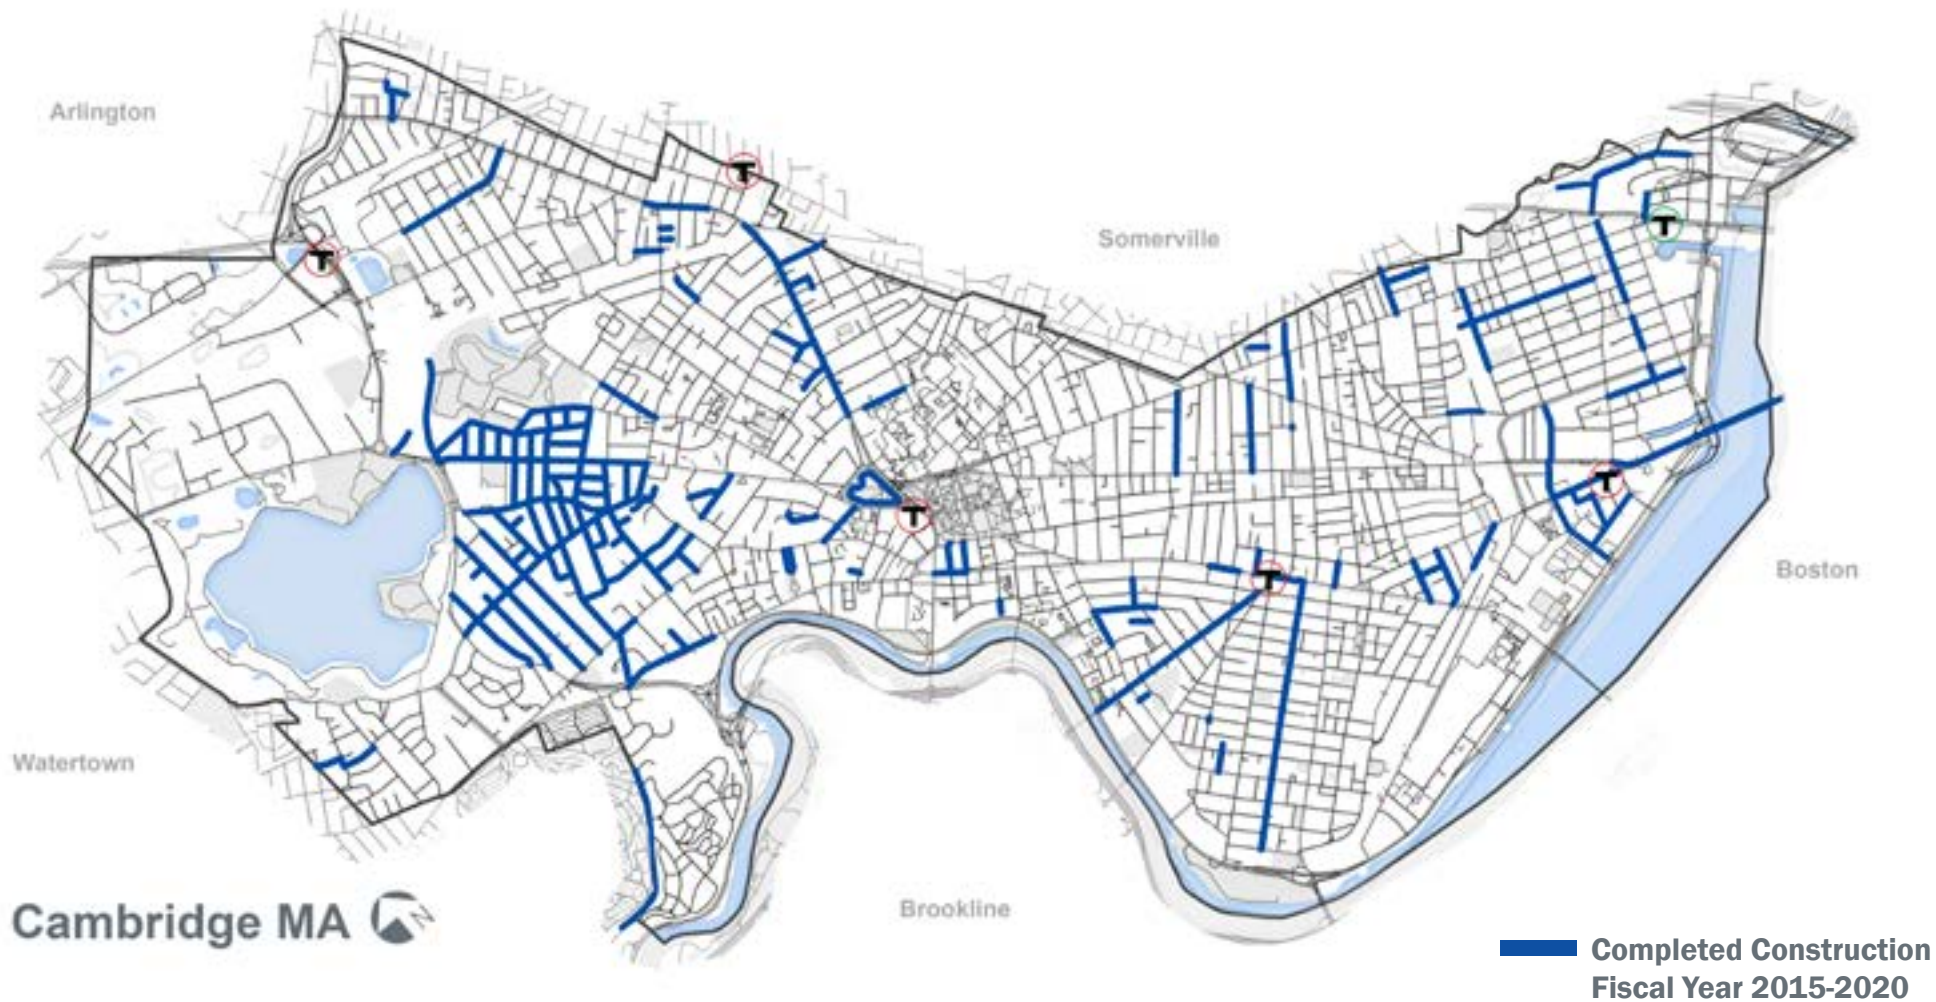 Arlington
T
T
Somerville
T
T
T
T
Boston
Watertown
Brookline
Cambridge MA N
Completed Construction
Fiscal Year 2015-2020